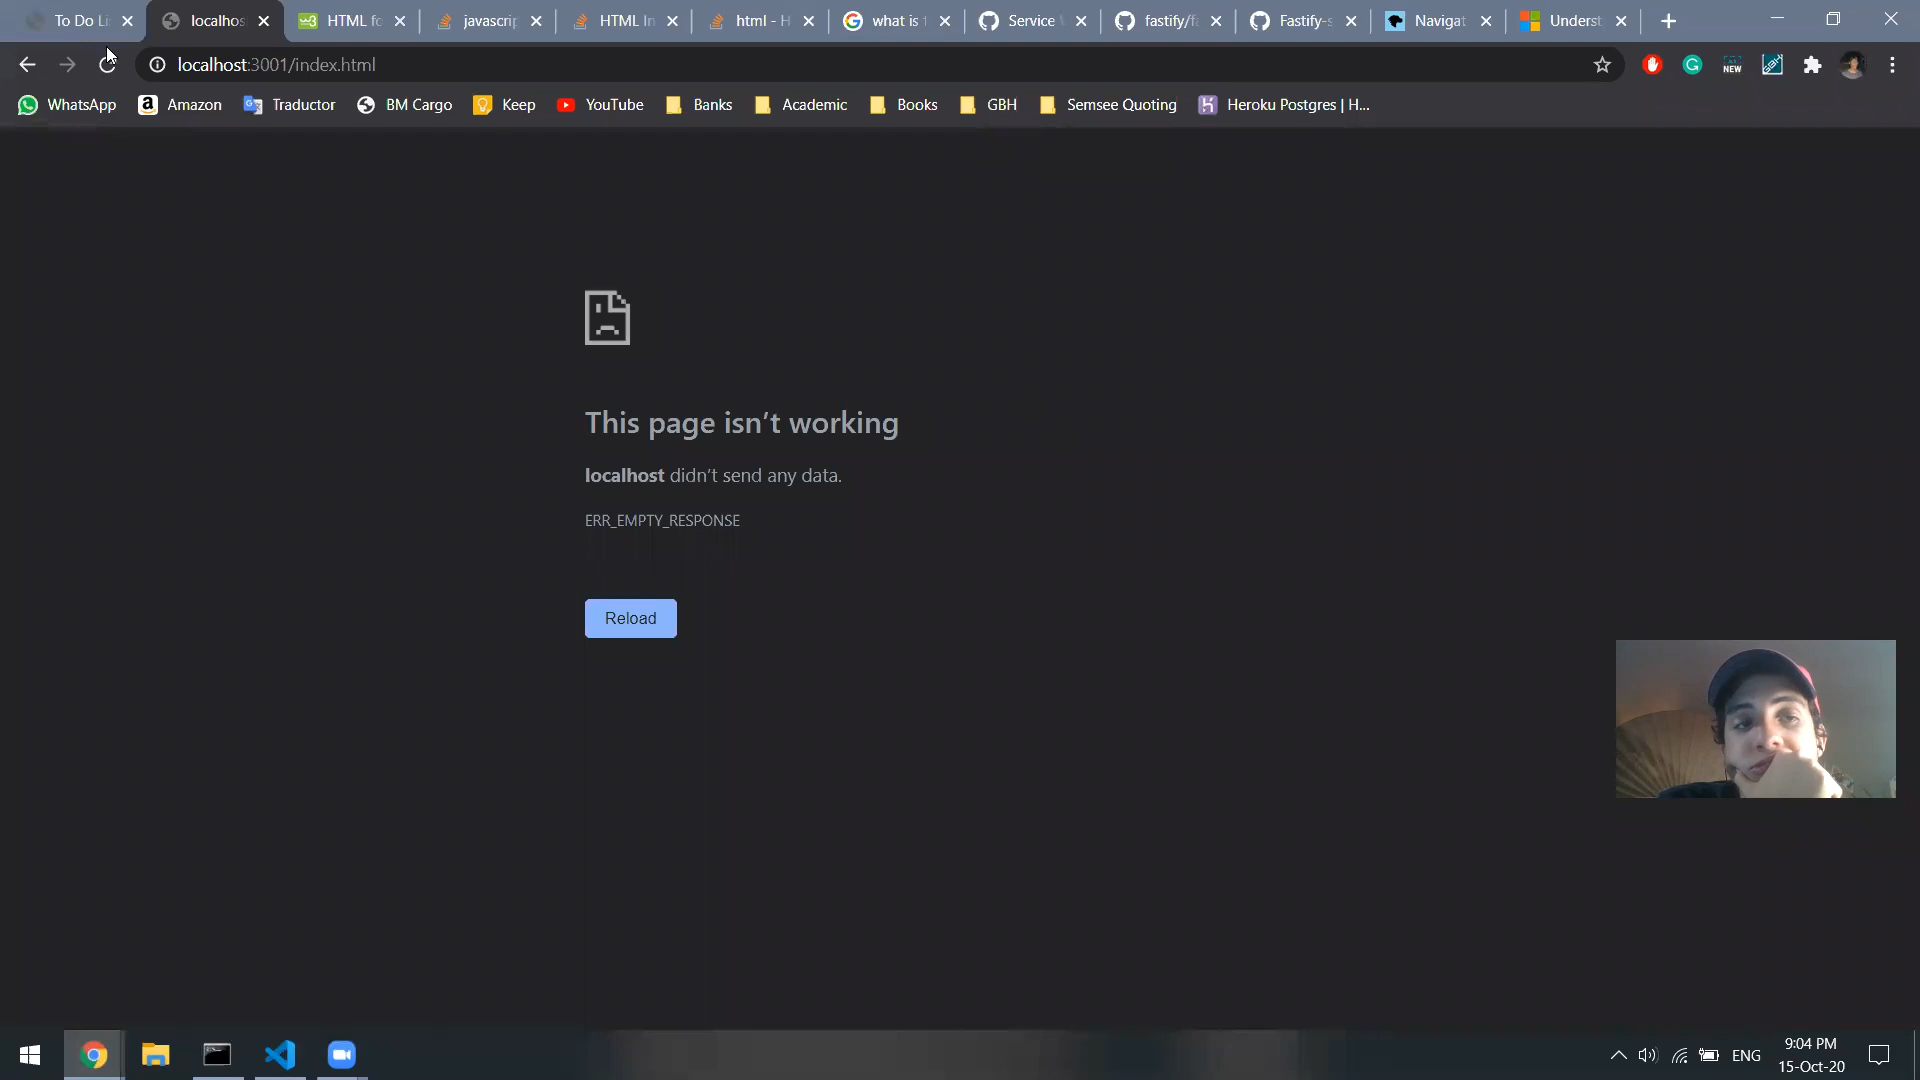 To Do Li
localhos
HTML fo
javascrip
HTML In
html - H
what is
Service
fastify/fa
Fastify-s
Navigat
Underst
localhost:3001/index.html
NEW
WhatsApp
Amazon
Traductor
BM Cargo
Keep
YouTube
Banks
Academic
Books
GBH
Semsee Quoting
Heroku Postgres | H...
This page isn’t working
localhost didn’t send any data.
ERR_EMPTY_RESPONSE
Reload
ENG
9:04 PM
15-Oct-20